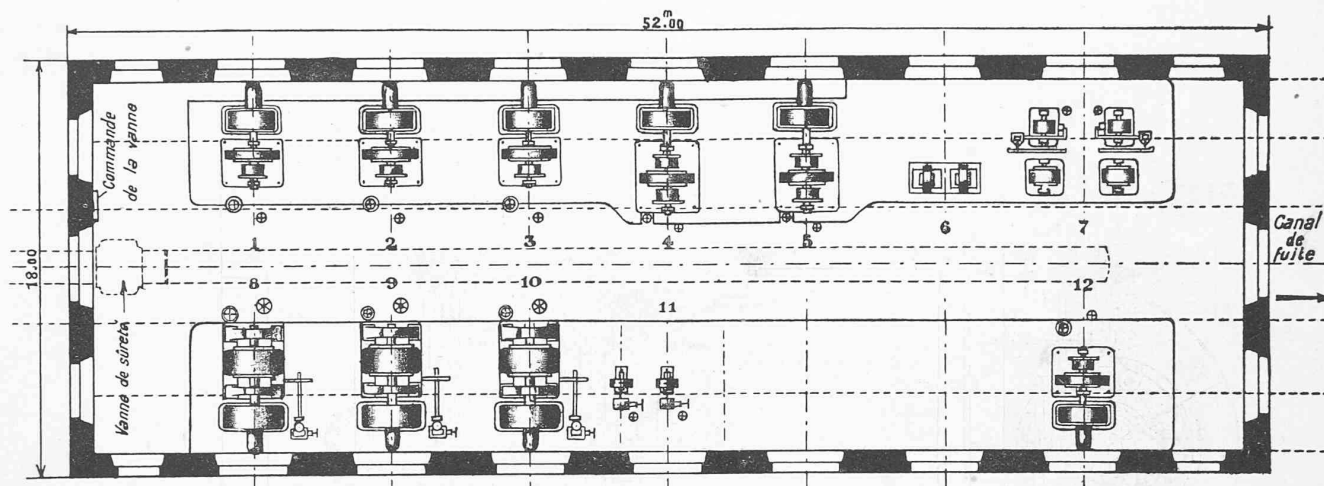 52.00 m
18.00
Commande
de la vanne
Vanne de sûreté
1 2 3 4 5 6 7
8 9 10 11 12
Canal
de
fuite